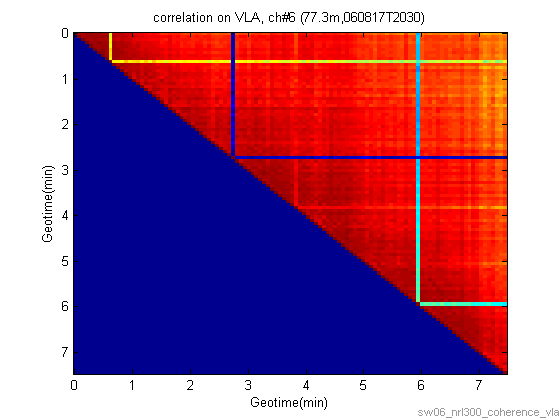 correlation on VLA, ch#6 (77.3m,060817T2030)
0
1
2
3
4
5
6
7
Geotime(min)
0 1 2 3 4 5 6 7
Geotime(min)
sw06_nrl300_coherence_vla